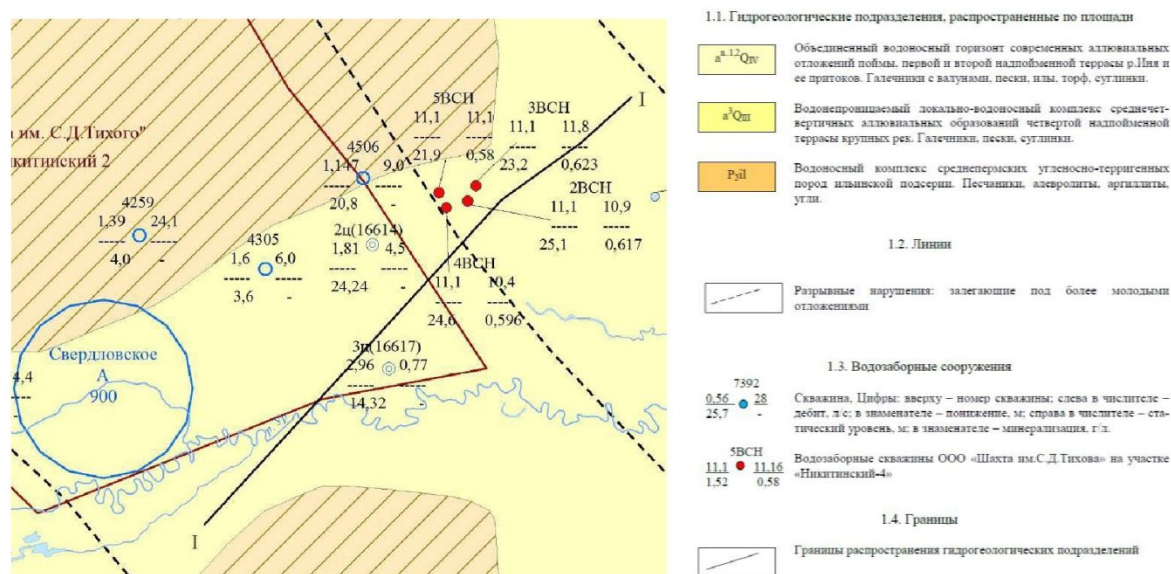 а им. С.Д.Тихого"
икитинский 2
4259
1,39 24,1
----- -----
4,0 -
4305
1,6 6,0
----- -----
3,6 -
4506
1,147 9,0
----- -----
20,8 -
2ц(16614)
1,81 4,5
----- -----
24,24 -
5ВСН
11,1 11,1
----- -----
21,9 0,58
3ВСН
11,1 11,8
----- -----
23,2 0,623
2ВСН
11,1 10,9
----- -----
25,1 0,617
4ВСН
11,1 10,4
----- -----
24,6 0,596
3ц(16617)
2,96 0,77
----- -----
14,32 -
4,4
-----
-
Свердловское
А
900
I
I
1.1. Гидрогеологические подразделения, распространенные по площади
Объединенный водоносный горизонт современных аллювиальных
отложений поймы, первой и второй надпойменной террасы р.Иня и
ее притоков. Галечники с валунами, пески, илы, торф, суглинки.
a³QIII
Водонепроницаемый локально-водоносный комплекс среднечет-
вертичных аллювиальных образований четвертой надпойменной
террасы крупных рек. Галечники, пески, суглинки.
P₂il
Водоносный комплекс среднепермских угленосно-терригенных
пород ильинской подсерии. Песчаники, алевролиты, аргиллиты,
угли.
1.2. Линии
Разрывные нарушения: залегающие под более молодыми
отложениями
1.3. Водозаборные сооружения
7392
0,56 28
25,7 -
Скважина, Цифры: вверху – номер скважины; слева в числителе –
дебит, л/с; в знаменателе – понижение, м; справа в числителе – ста-
тический уровень, м; в знаменателе – минерализация, г/л.
5ВСН
11,1 11,16
1,52 0,58
Водозаборные скважины ООО «Шахта им.С.Д.Тихова» на участке
«Никитинский-4»
1.4. Границы
Границы распространения гидрогеологических подразделений